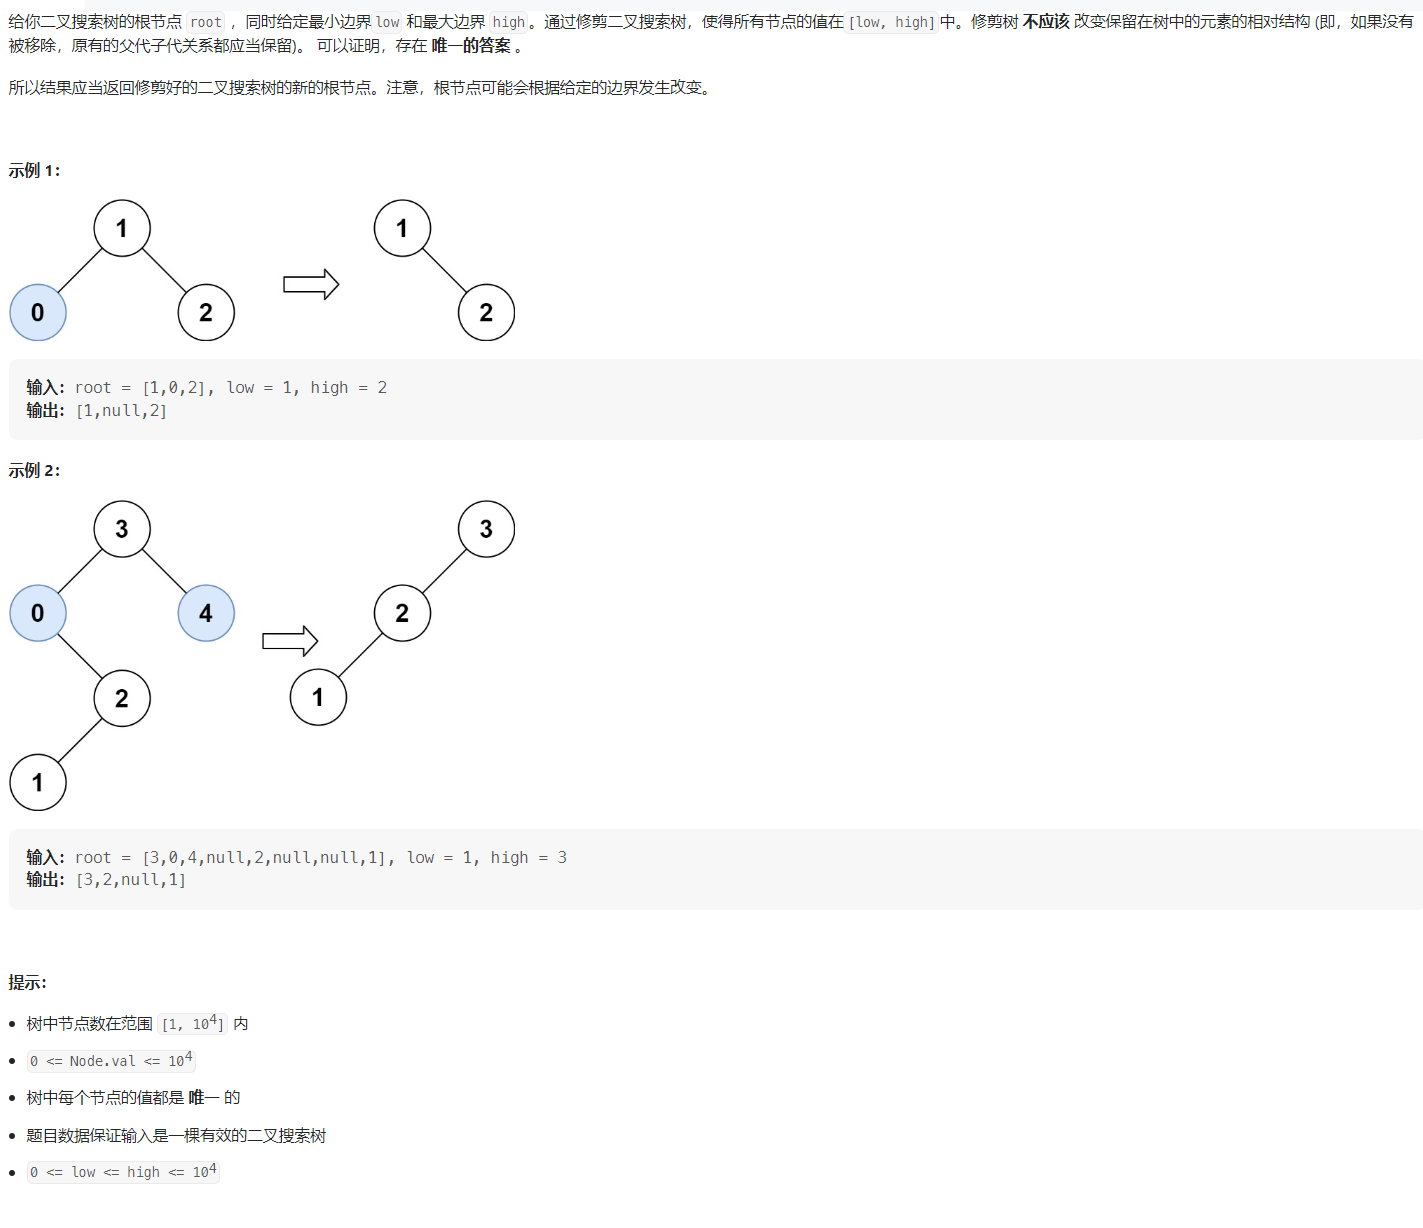 给你二叉搜索树的根节点 root ，同时给定最小边界 low 和最大边界 high。通过修剪二叉搜索树，使得所有节点的值在[low, high]中。修剪树 不应该 改变保留在树中的元素的相对结构 (即，如果没有
被移除，原有的父代子代关系都应当保留)。 可以证明，存在 唯一的答案 。
所以结果应当返回修剪好的二叉搜索树的新的根节点。注意，根节点可能会根据给定的边界发生改变。
示例 1：
1 1
0 2 2
输入：root = [1,0,2], low = 1, high = 2
输出：[1,null,2]
示例 2：
3 3
0 4 2
2 1
1
输入：root = [3,0,4,null,2,null,null,1], low = 1, high = 3
输出：[3,2,null,1]
提示：
• 树中节点数在范围 [1, 10⁴] 内
• 0 <= Node.val <= 10⁴
• 树中每个节点的值都是 唯一 的
• 题目数据保证输入是一棵有效的二叉搜索树
• 0 <= low <= high <= 10⁴